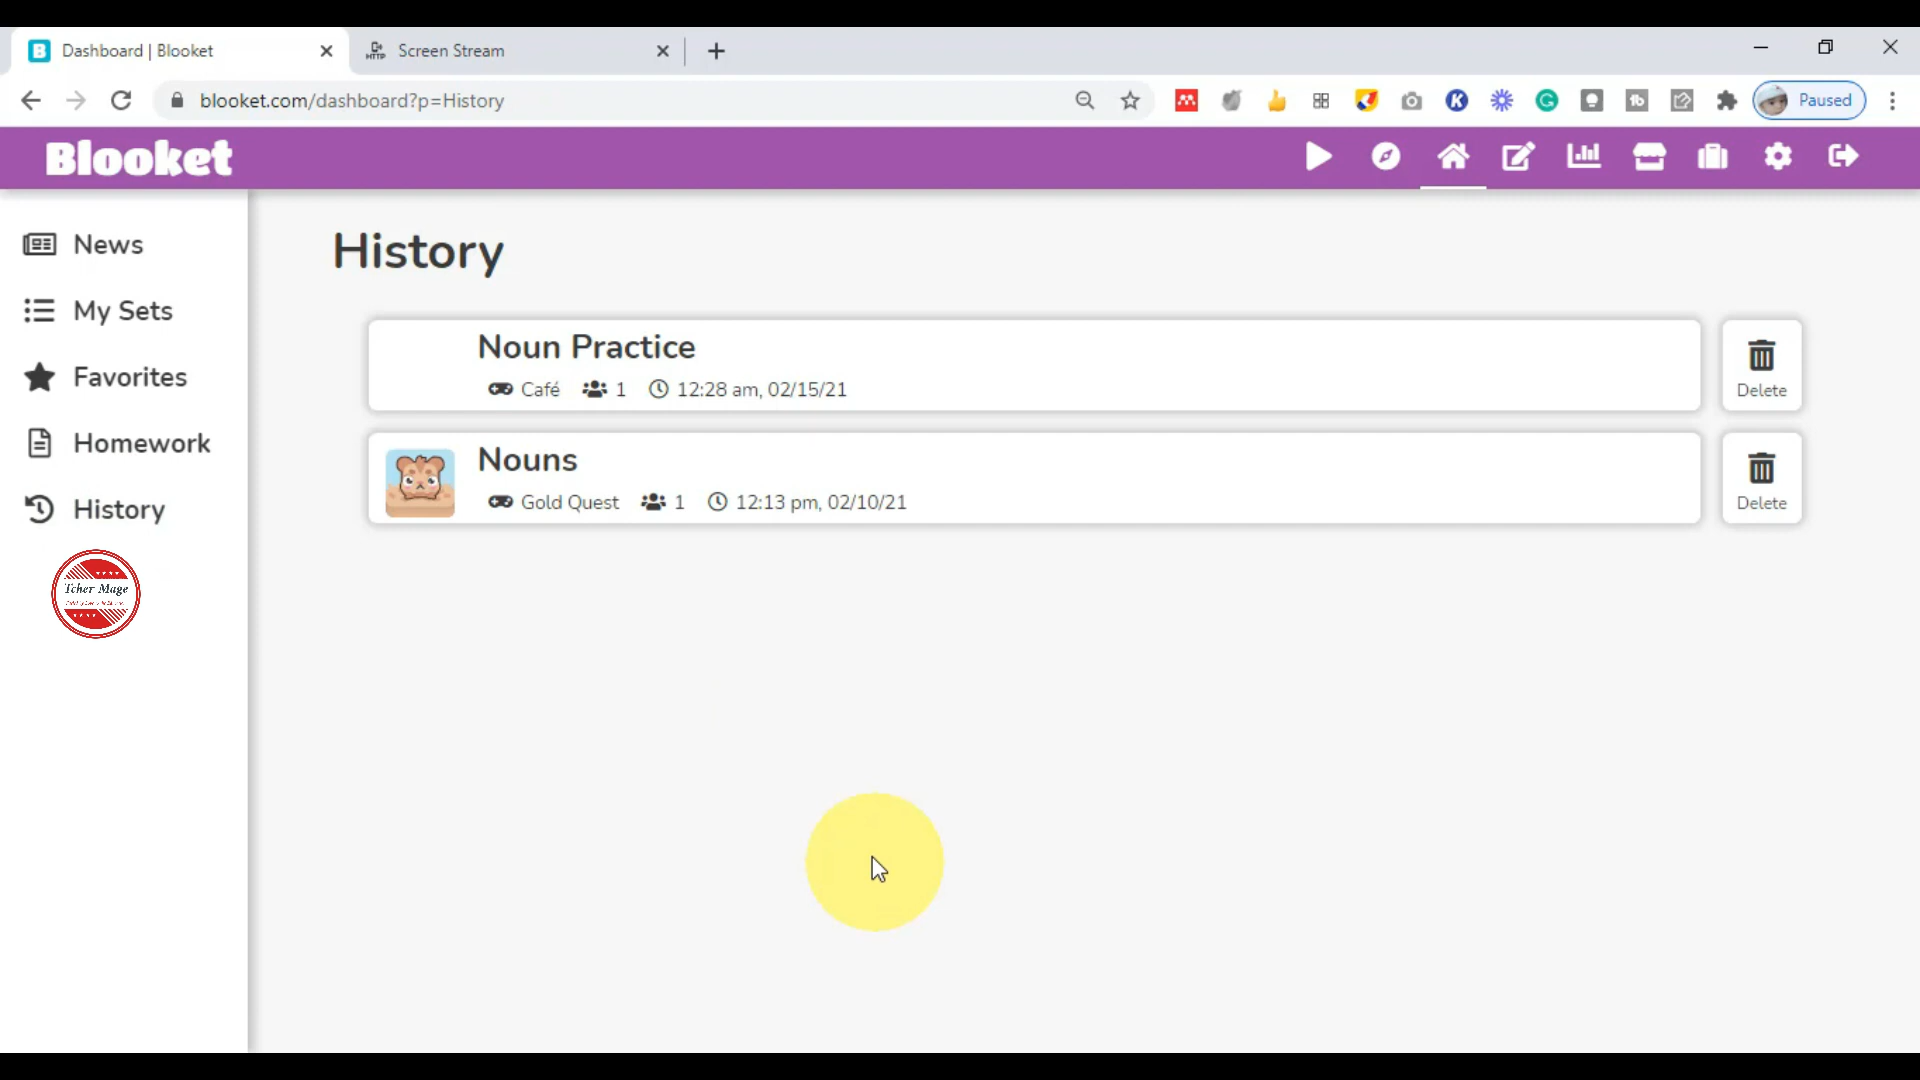 Dashboard | Blooket
Screen Stream
blooket.com/dashboard?p=History
Paused
Blooket
News
My Sets
Favorites
Homework
History
Tcher Mage
History
Noun Practice
Café 1 12:28 am, 02/15/21
Delete
Nouns
Gold Quest 1 12:13 pm, 02/10/21
Delete